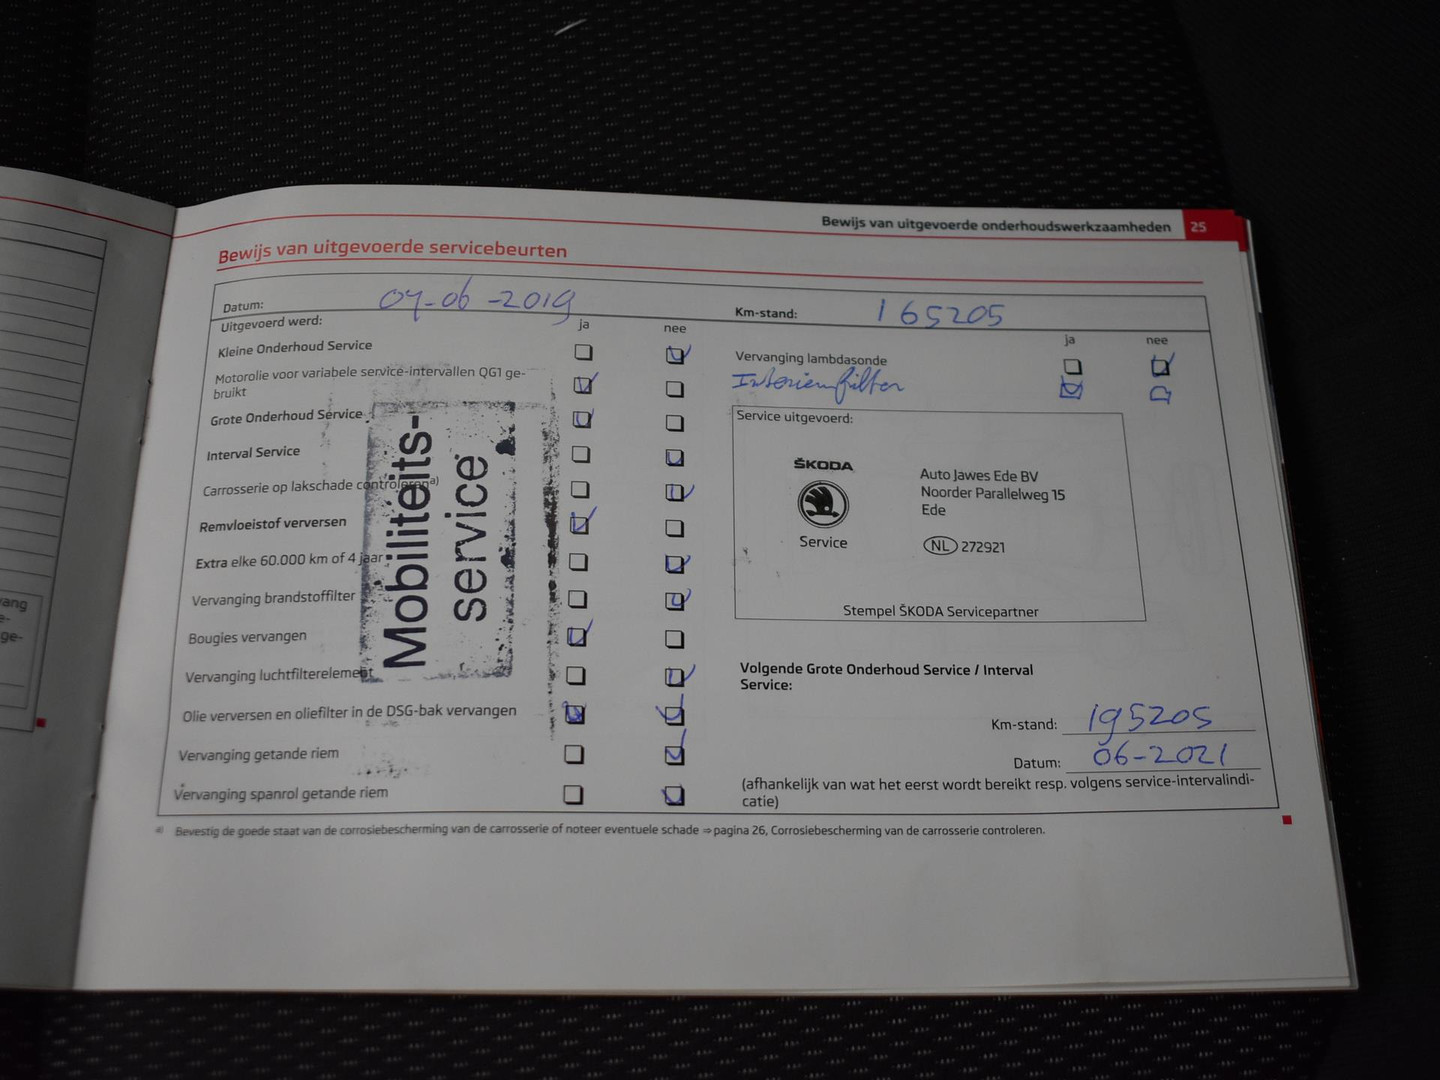 Bewijs van uitgevoerde onderhoudswerkzaamheden 25
Bewijs van uitgevoerde servicebeurten
Datum: 04-06-2019
Km-stand: 165205
Uitgevoerd werd:
ja nee
ja nee
Kleine Onderhoud Service
Motorolie voor variabele service-intervallen QG1 ge-
bruikt
Grote Onderhoud Service
Interval Service
Carrosserie op lakschade controleren a)
Remvloeistof verversen
Extra elke 60.000 km of 4 jaar
Vervanging brandstoffilter
Bougies vervangen
Vervanging luchtfilterelement
Olie verversen en oliefilter in de DSG-bak vervangen
Vervanging getande riem
Vervanging spanrol getande riem
Mobiliteits-
service
Vervanging lambdasonde
Interieurfilter
Service uitgevoerd:
ŠKODA
Service
Auto Jawes Ede BV
Noorder Parallelweg 15
Ede
NL 272921
Stempel ŠKODA Servicepartner
Volgende Grote Onderhoud Service / Interval
Service:
Km-stand: 195205
Datum: 06-2021
(afhankelijk van wat het eerst wordt bereikt resp. volgens service-intervalindi-
catie)
a) Bevestig de goede staat van de corrosiebescherming van de carrosserie of noteer eventuele schade ⇒ pagina 26, Corrosiebescherming van de carrosserie controleren.